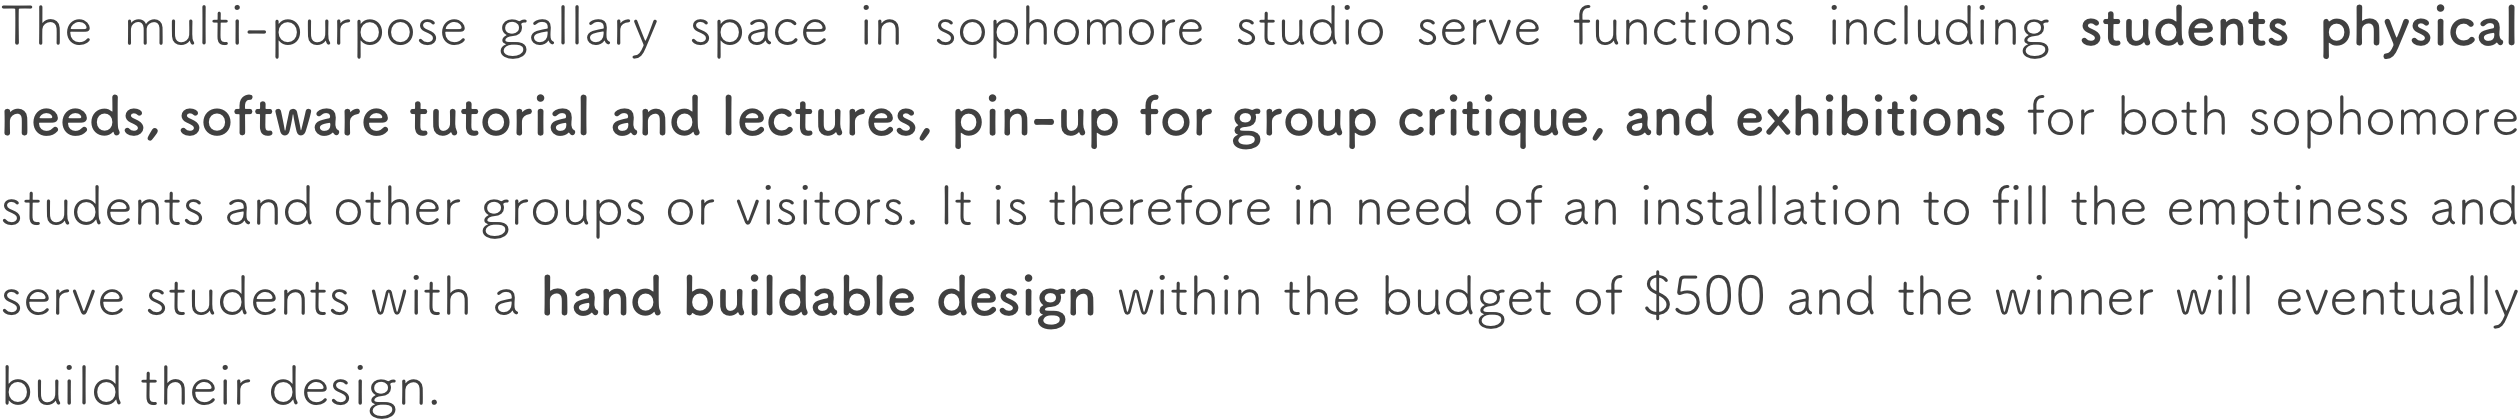 The multi-purpose gallary space in sophomore studio serve functions including students physical
needs, software tutorial and lectures, pin-up for group critique, and exhibitions for both sophomore
students and other groups or visitors. It is therefore in need of an installation to fill the emptiness and
serve students with a hand buildable design within the budget of $500 and the winner will eventually
build their design.